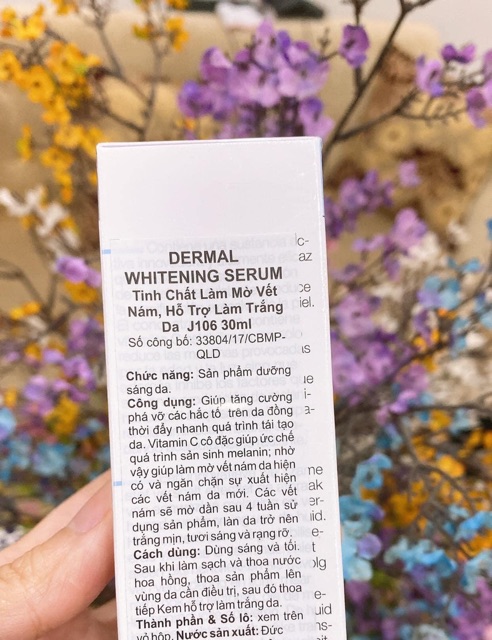 DERMAL
WHITENING SERUM
Tinh Chất Làm Mờ Vết
Nám, Hỗ Trợ Làm Trắng
Da J106 30ml
Số công bố: 33804/17/CBMP-
QLD
Chức năng: Sản phẩm dưỡng
sáng da.
Công dụng: Giúp tăng cường
phá vỡ các hắc tố trên da đồng
thời đẩy nhanh quá trình tái tạo
da. Vitamin C cô đặc giúp ức chế
quá trình sản sinh melanin; nhờ
vậy giúp làm mờ vết nám da hiện
có và ngăn chặn sự xuất hiện
các vết nám da mới. Các vết
nám sẽ mờ dần sau 4 tuần sử
dụng sản phẩm, làn da trở nên
trắng mịn, tươi sáng và rạng rỡ.
Cách dùng: Dùng sáng và tối.
Sau khi làm sạch và thoa nước
hoa hồng, thoa sản phẩm lên
vùng da cần điều trị, sau đó thoa
tiếp Kem hỗ trợ làm trắng da.
Thành phần & Số lô: xem trên
vỏ hộp. Nước sản xuất: Đức